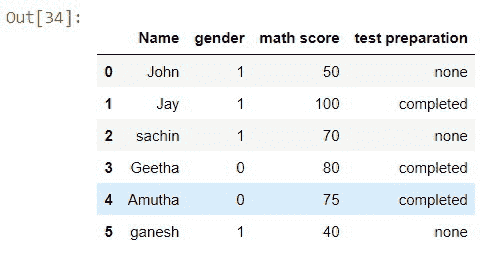 Out[34]:
Name gender math score test preparation
0 John 1 50 none
1 Jay 1 100 completed
2 sachin 1 70 none
3 Geetha 0 80 completed
4 Amutha 0 75 completed
5 ganesh 1 40 none